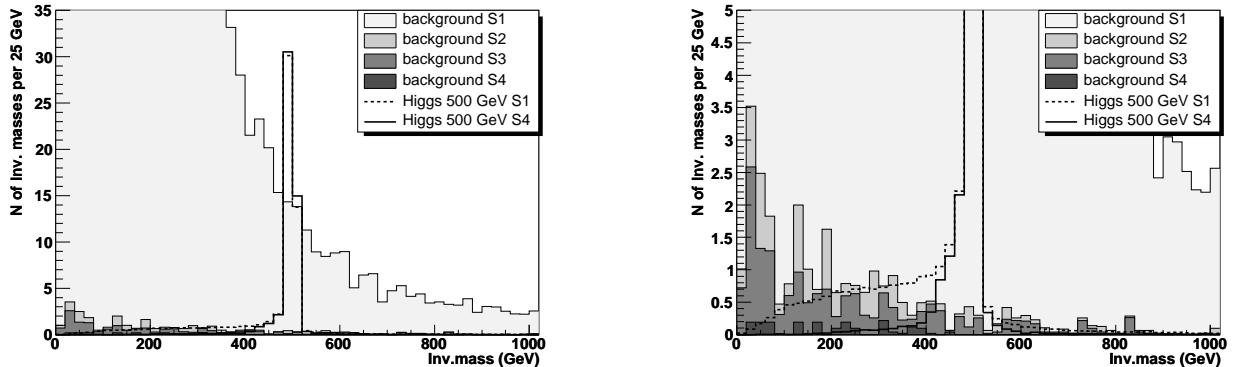 N of Inv. masses per 25 GeV
35
30
25
20
15
10
5
0
0 200 400 600 800 1000
Inv.mass (GeV)
background S1
background S2
background S3
background S4
Higgs 500 GeV S1
Higgs 500 GeV S4
N of Inv. masses per 25 GeV
5
4.5
4
3.5
3
2.5
2
1.5
1
0.5
0
0 200 400 600 800 1000
Inv.mass (GeV)
background S1
background S2
background S3
background S4
Higgs 500 GeV S1
Higgs 500 GeV S4